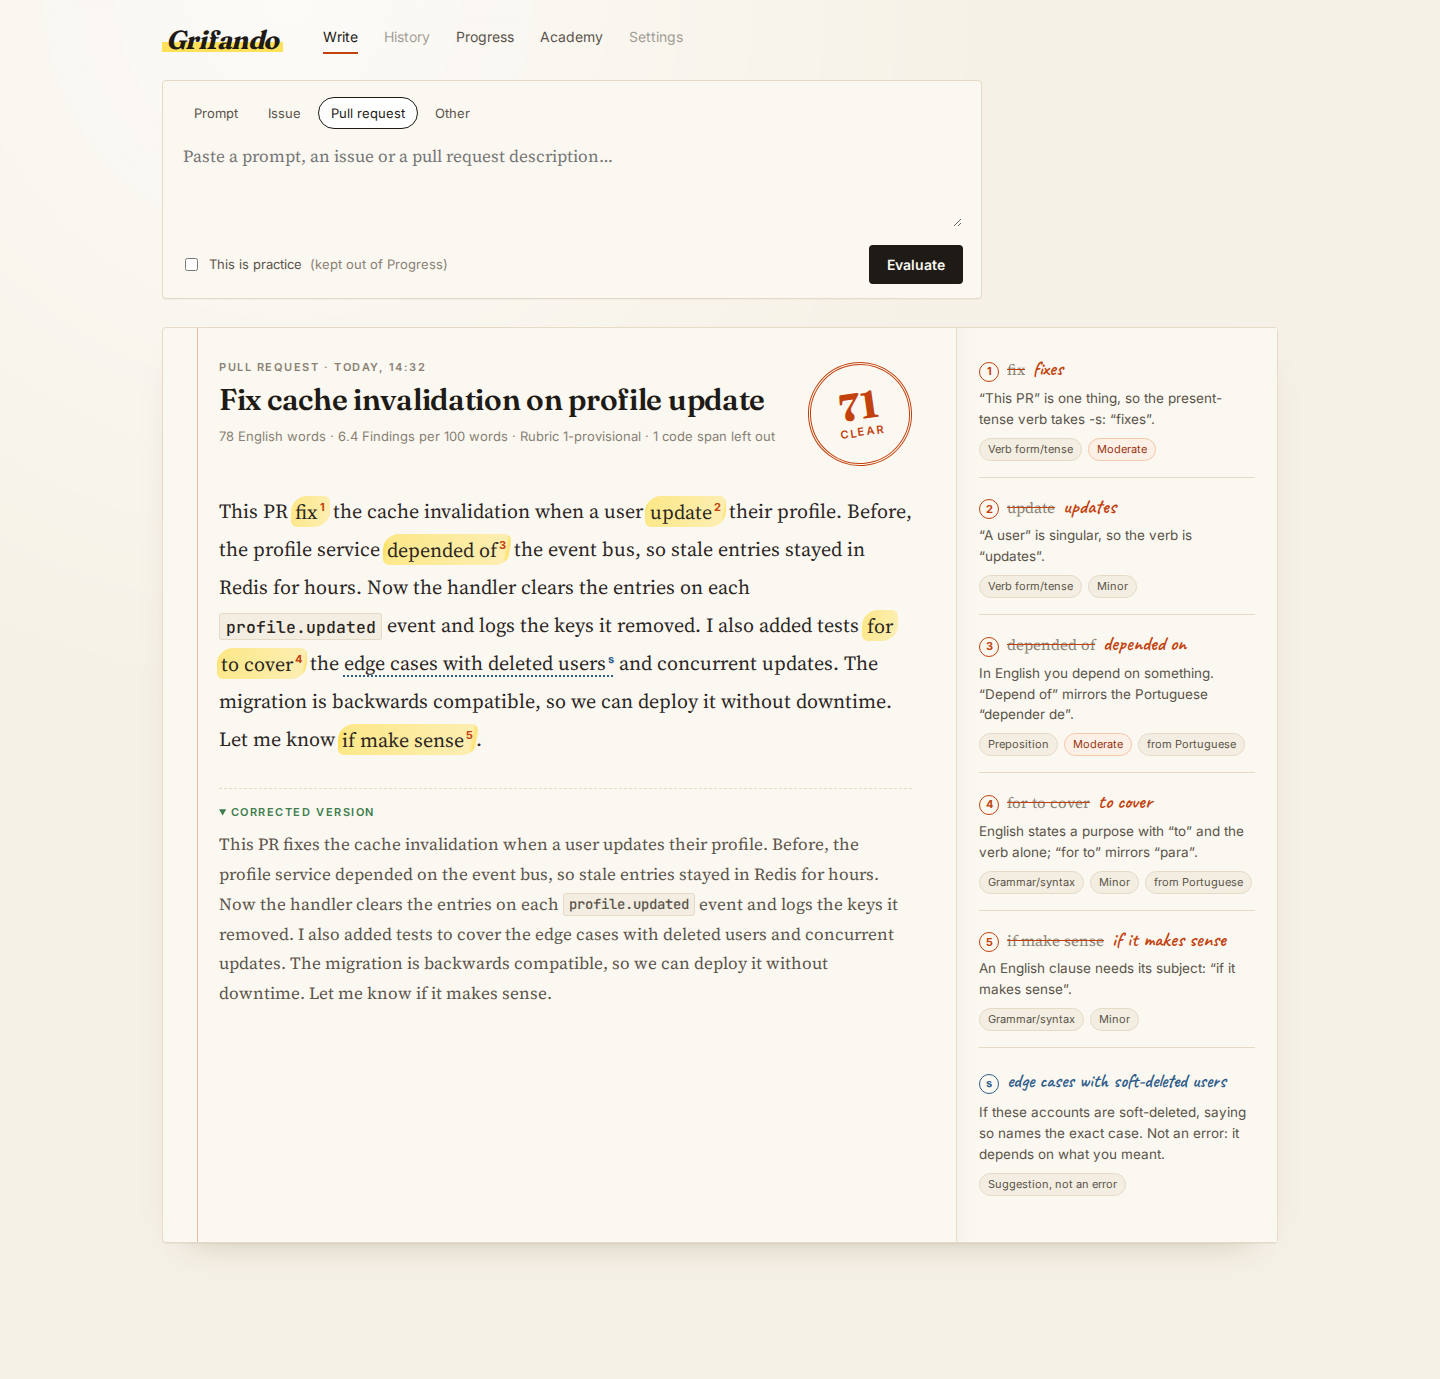 Grifando
Write History Progress Academy Settings
Prompt Issue Pull request Other
Paste a prompt, an issue or a pull request description...
This is practice (kept out of Progress)
Evaluate
PULL REQUEST · TODAY, 14:32
Fix cache invalidation on profile update
78 English words · 6.4 Findings per 100 words · Rubric 1-provisional · 1 code span left out
71
CLEAR
This PR fix1 the cache invalidation when a user update2 their profile. Before,
the profile service depended of3 the event bus, so stale entries stayed in
Redis for hours. Now the handler clears the entries on each
profile.updated event and logs the keys it removed. I also added tests for
to cover4 the edge cases with deleted userss and concurrent updates. The
migration is backwards compatible, so we can deploy it without downtime.
Let me know if make sense5.
▼ CORRECTED VERSION
This PR fixes the cache invalidation when a user updates their profile. Before, the
profile service depended on the event bus, so stale entries stayed in Redis for hours.
Now the handler clears the entries on each profile.updated event and logs the keys it
removed. I also added tests to cover the edge cases with deleted users and concurrent
updates. The migration is backwards compatible, so we can deploy it without
downtime. Let me know if it makes sense.
1 fix fixes
“This PR” is one thing, so the present-
tense verb takes -s: “fixes”.
Verb form/tense Moderate
2 update updates
“A user” is singular, so the verb is
“updates”.
Verb form/tense Minor
3 depended of depended on
In English you depend on something.
“Depend of” mirrors the Portuguese
“depender de”.
Preposition Moderate from Portuguese
4 for to cover to cover
English states a purpose with “to” and the
verb alone; “for to” mirrors “para”.
Grammar/syntax Minor from Portuguese
5 if make sense if it makes sense
An English clause needs its subject: “if it
makes sense”.
Grammar/syntax Minor
s edge cases with soft-deleted users
If these accounts are soft-deleted, saying
so names the exact case. Not an error: it
depends on what you meant.
Suggestion, not an error